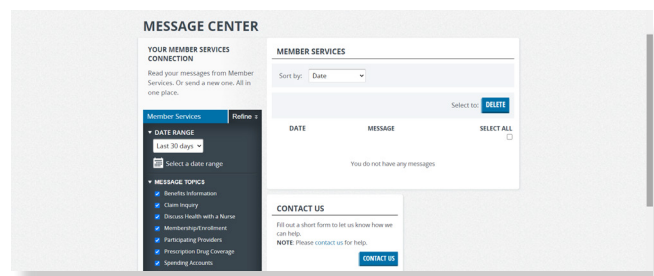 MESSAGE CENTER
YOUR MEMBER SERVICES
CONNECTION
Read your messages from Member
Services. Or send a new one. All in
one place.
Member Services
Refine
DATE RANGE
Last 30 days
Select a date range
MESSAGE TOPICS
Benefits Information
Claim Inquiry
Discuss Health with a Nurse
Membership/Enrollment
Participating Providers
Prescription Drug Coverage
Spending Accounts
MEMBER SERVICES
Sort by: Date
Select to: DELETE
DATE MESSAGE SELECT ALL
You do not have any messages
CONTACT US
Fill out a short form to let us know how we
can help.
NOTE: Please contact us for help.
CONTACT US